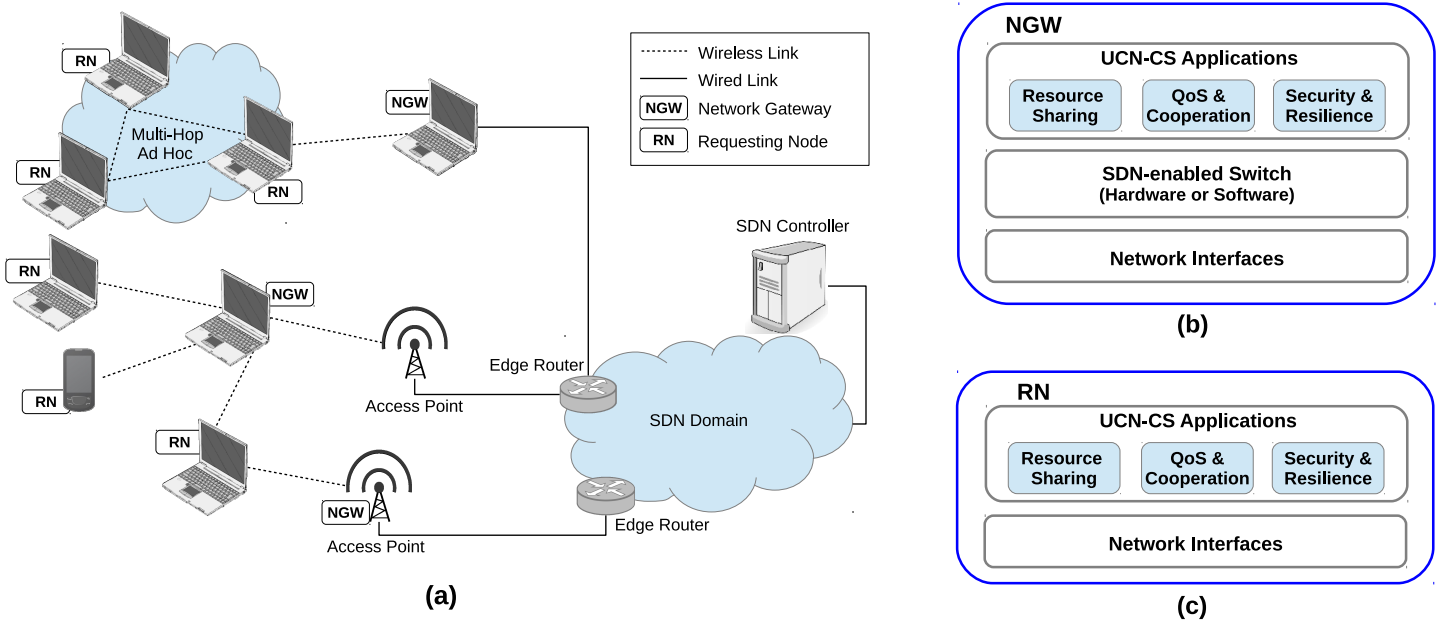 RN
Multi-Hop
Ad Hoc
RN
RN
NGW
Wireless Link
Wired Link
NGW
Network Gateway
RN
Requesting Node
RN
NGW
RN
RN
Access Point
NGW
Access Point
Edge Router
SDN Controller
SDN Domain
Edge Router
(a)
NGW
UCN-CS Applications
Resource
Sharing
QoS &
Cooperation
Security &
Resilience
SDN-enabled Switch
(Hardware or Software)
Network Interfaces
(b)
RN
UCN-CS Applications
Resource
Sharing
QoS &
Cooperation
Security &
Resilience
Network Interfaces
(c)